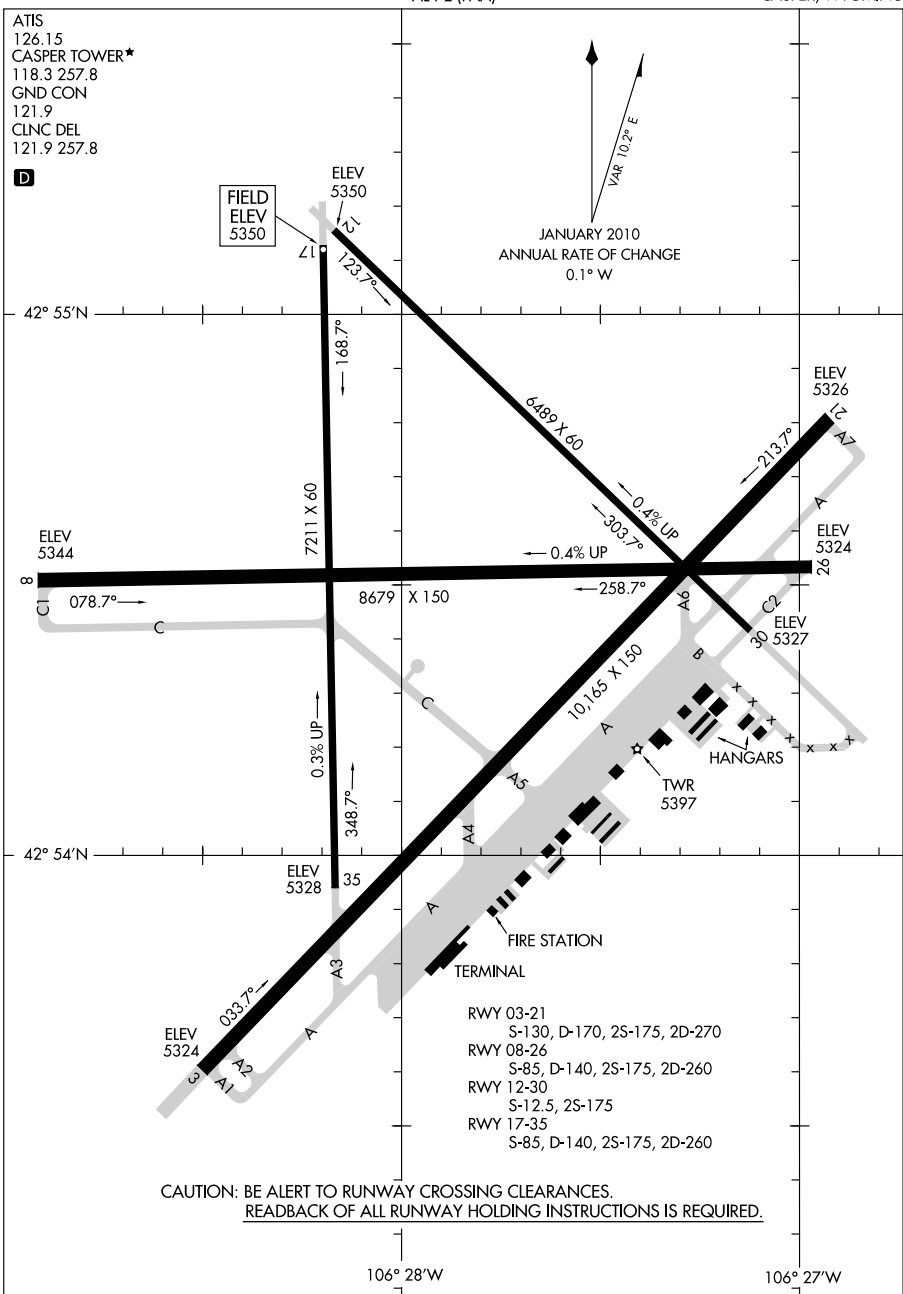 ATIS
126.15
CASPER TOWER★
118.3 257.8
GND CON
121.9
CLNC DEL
121.9 257.8
D
VAR 10.2° E
JANUARY 2010
ANNUAL RATE OF CHANGE
0.1° W
FIELD
ELEV
5350
ELEV
5350
17
12
123.7°
42° 55'N
168.7°
ELEV
5326
21
A7
213.7°
6489 X 60
7211 X 60
A
0.4% UP
303.7°
ELEV
5344
0.4% UP
ELEV
5324
8
26
078.7°
8679 X 150
258.7°
C1
C
A6
C2
30
ELEV
5327
B
10,165 X 150
C
A
x x x x x x x
HANGARS
0.3% UP
348.7°
TWR
5397
A5
A4
42° 54'N
ELEV
5328
35
A
FIRE STATION
A3
TERMINAL
033.7°
A
ELEV
5324
3
A2
A1
RWY 03-21
S-130, D-170, 2S-175, 2D-270
RWY 08-26
S-85, D-140, 2S-175, 2D-260
RWY 12-30
S-12.5, 2S-175
RWY 17-35
S-85, D-140, 2S-175, 2D-260
CAUTION: BE ALERT TO RUNWAY CROSSING CLEARANCES.
READBACK OF ALL RUNWAY HOLDING INSTRUCTIONS IS REQUIRED.
106° 28'W
106° 27'W